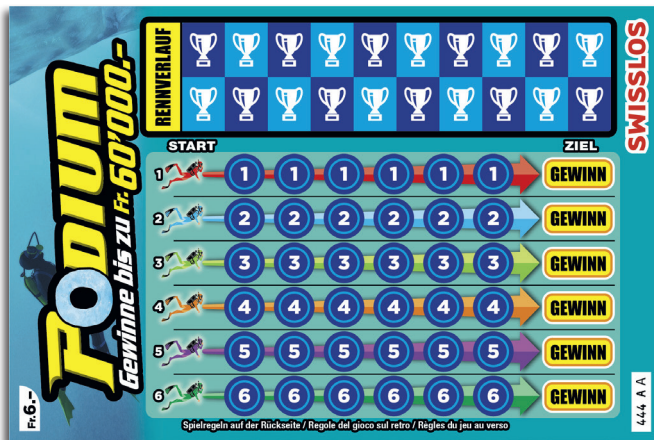 PODIUM
Gewinne bis zu Fr. 60'000.-
Fr. 6.-
RENNVERLAUF
SWISSLOS
START ZIEL
1 1 1 1 1 1 1 GEWINN
2 2 2 2 2 2 2 GEWINN
3 3 3 3 3 3 3 GEWINN
4 4 4 4 4 4 4 GEWINN
5 5 5 5 5 5 5 GEWINN
6 6 6 6 6 6 6 GEWINN
Spielregeln auf der Rückseite / Regole del gioco sul retro / Règles du jeu au verso
444 A A